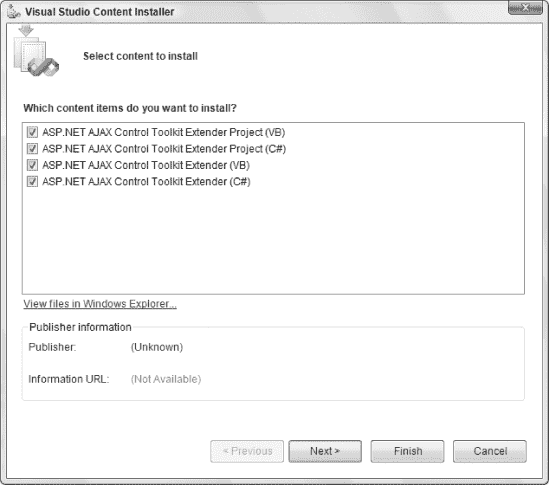 Visual Studio Content Installer
Select content to install
Which content items do you want to install?
ASP.NET AJAX Control Toolkit Extender Project (VB)
ASP.NET AJAX Control Toolkit Extender Project (C#)
ASP.NET AJAX Control Toolkit Extender (VB)
ASP.NET AJAX Control Toolkit Extender (C#)
View files in Windows Explorer...
Publisher information
Publisher: (Unknown)
Information URL: (Not Available)
< Previous Next > Finish Cancel